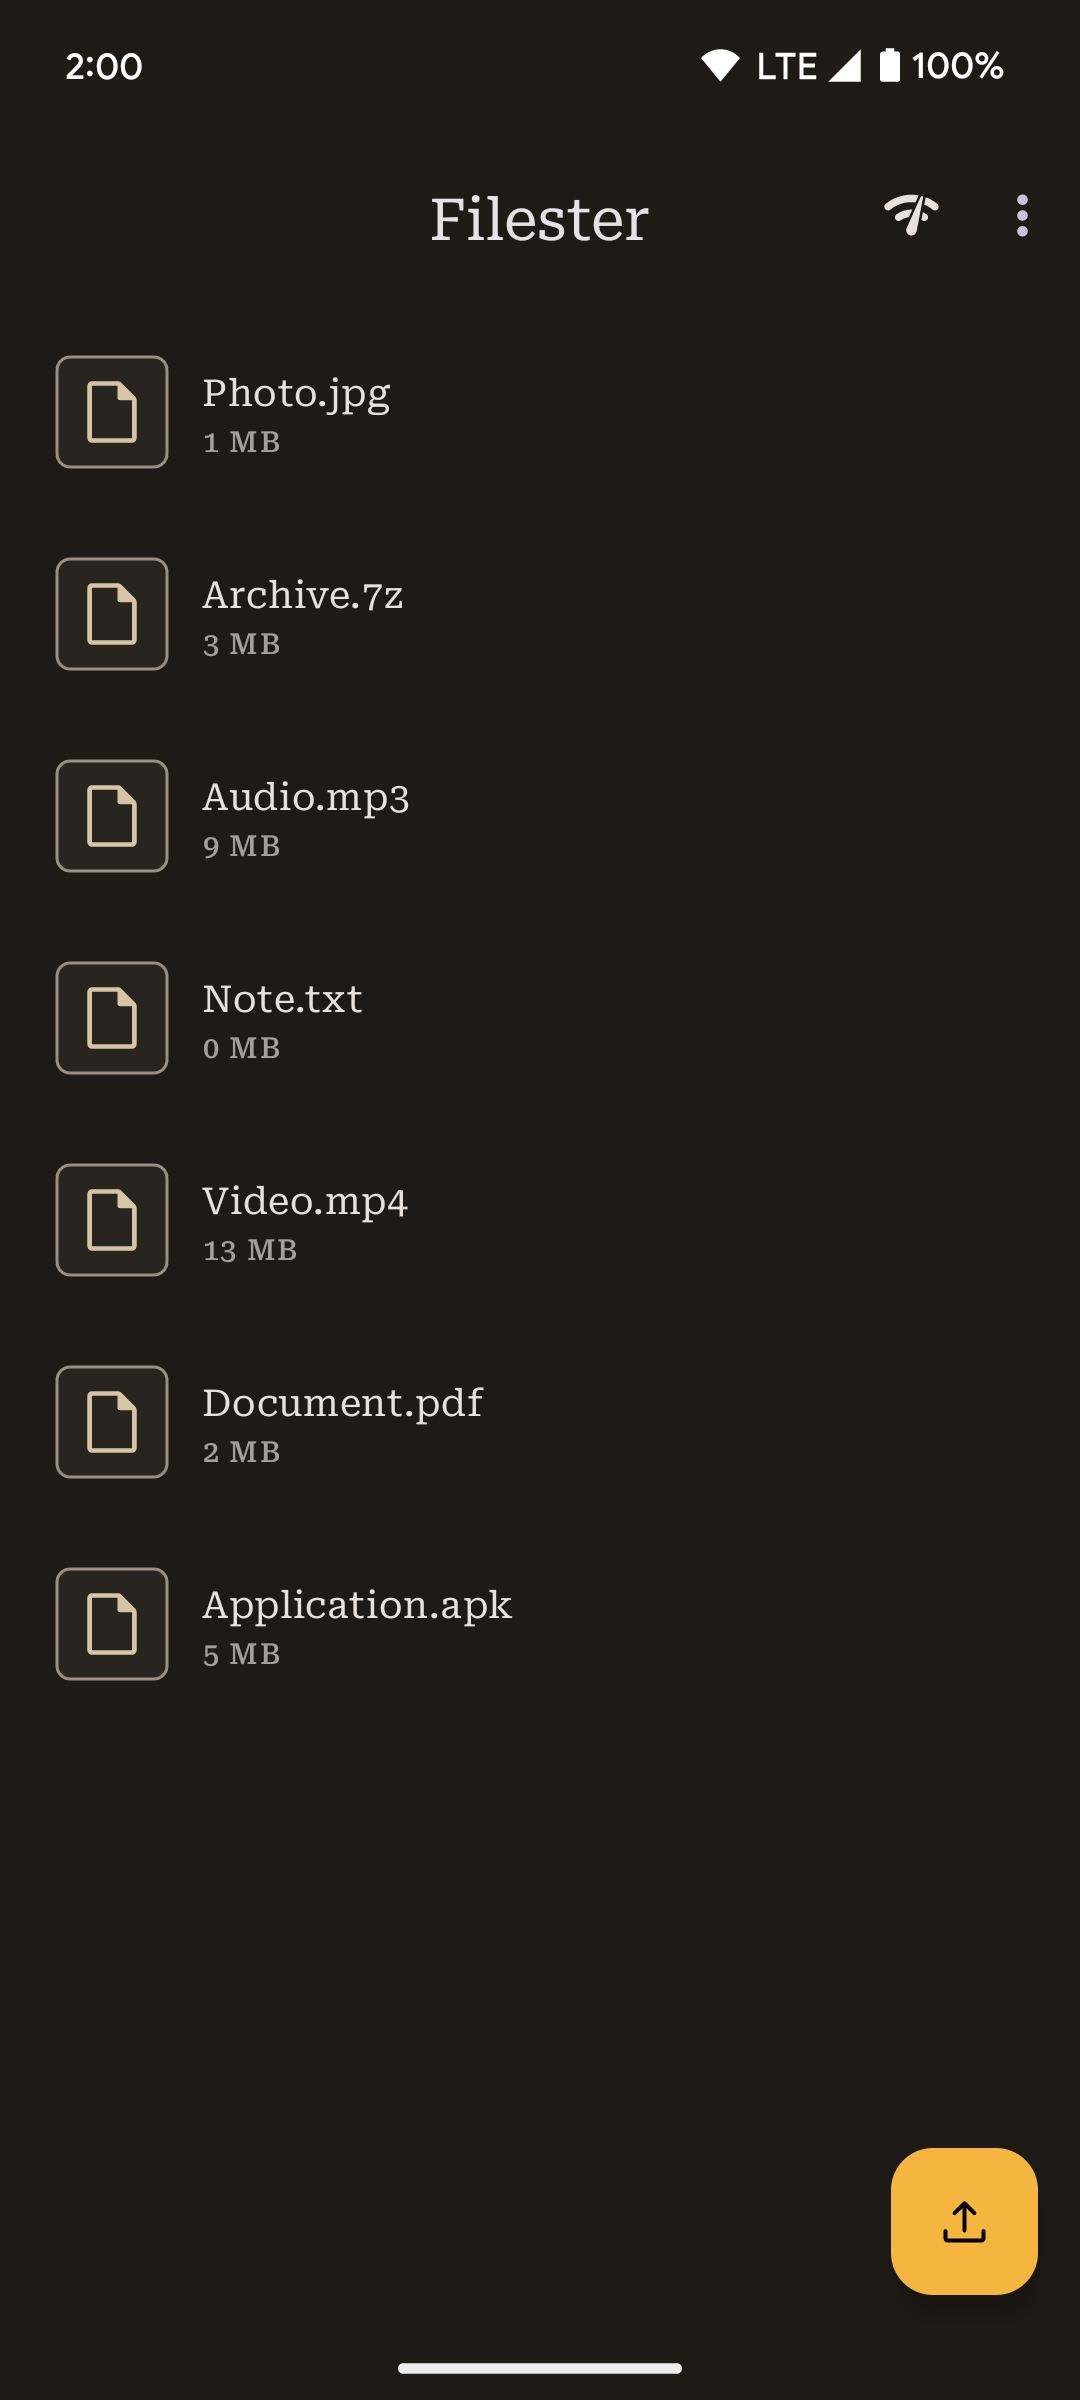 2:00 LTE 100%
Filester
Photo.jpg
1 MB
Archive.7z
3 MB
Audio.mp3
9 MB
Note.txt
0 MB
Video.mp4
13 MB
Document.pdf
2 MB
Application.apk
5 MB